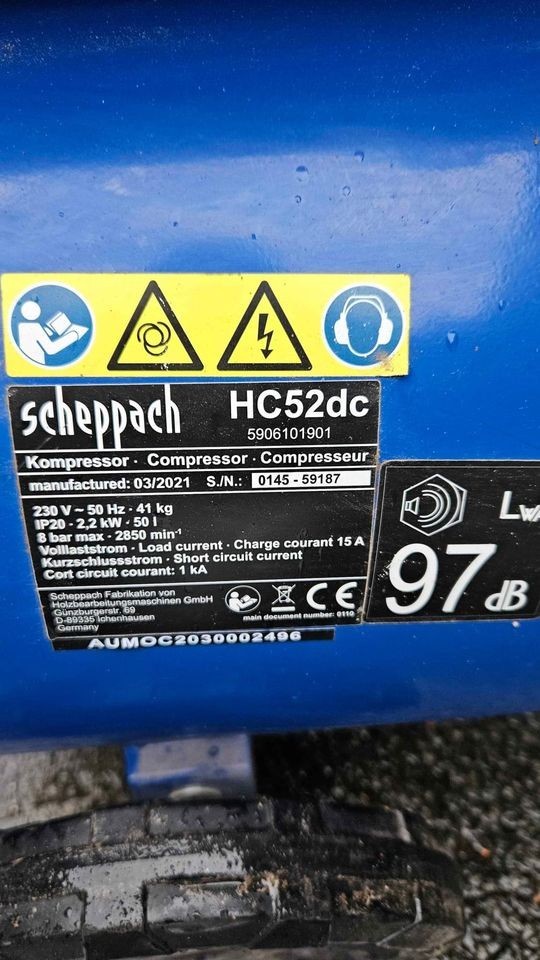 scheppach HC52dc
5906101901
Kompressor · Compressor · Compresseur
manufactured: 03/2021 S./N.: 0145 - 59187
230 V ~ 50 Hz · 41 kg
IP20 · 2,2 kW · 50 l
8 bar max · 2850 min⁻¹
Volllaststrom · Load current · Charge courant 15 A
Kurzschlussstrom · Short circuit current
Cort circuit courant: 1 kA
Scheppach Fabrikation von
Holzbearbeitungsmaschinen GmbH
Günzburgerstr. 69
D-89335 Ichenhausen
Germany
CE
main document number: 0110
AUMOC2030002496
LWA
97 dB